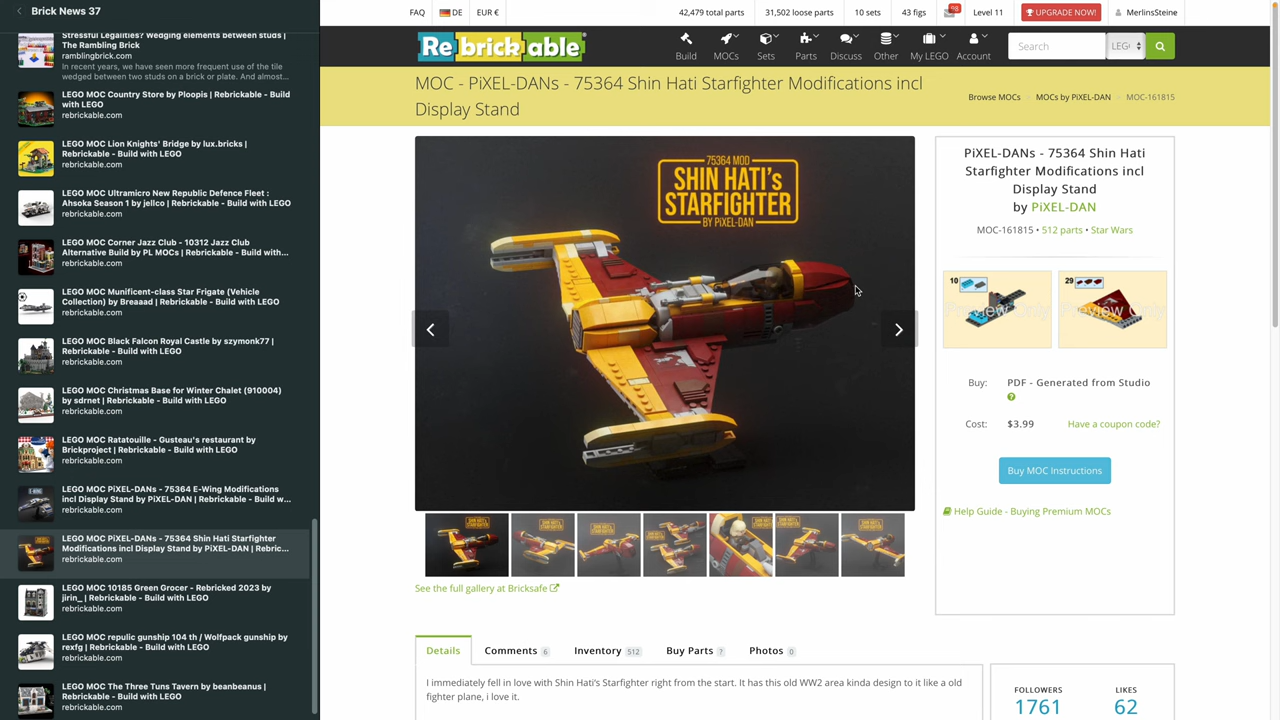 Brick News 37
Stressful Legalities? Wedging elements between studs |
The Rambling Brick
ramblingbrick.com
In recent years, we have seen more frequent use of the tile
wedged between two studs on a brick or plate. And almost...
LEGO MOC Country Store by Ploopis | Rebrickable - Build
with LEGO
rebrickable.com
LEGO MOC Lion Knights' Bridge by lux.bricks |
Rebrickable - Build with LEGO
rebrickable.com
LEGO MOC Ultramicro New Republic Defence Fleet :
Ahsoka Season 1 by jellco | Rebrickable - Build with LEGO
rebrickable.com
LEGO MOC Corner Jazz Club - 10312 Jazz Club
Alternative Build by PL MOCs | Rebrickable - Build with...
rebrickable.com
LEGO MOC Munificent-class Star Frigate (Vehicle
Collection) by Breaaad | Rebrickable - Build with LEGO
rebrickable.com
LEGO MOC Black Falcon Royal Castle by szymonk77 |
Rebrickable - Build with LEGO
rebrickable.com
LEGO MOC Christmas Base for Winter Chalet (910004)
by sdrnet | Rebrickable - Build with LEGO
rebrickable.com
LEGO MOC Ratatouille - Gusteau's restaurant by
Brickproject | Rebrickable - Build with LEGO
rebrickable.com
LEGO MOC PiXEL-DANs - 75364 E-Wing Modifications
incl Display Stand by PiXEL-DAN | Rebrickable - Build w...
rebrickable.com
LEGO MOC PiXEL-DANs - 75364 Shin Hati Starfighter
Modifications incl Display Stand by PiXEL-DAN | Rebric...
rebrickable.com
LEGO MOC 10185 Green Grocer - Rebricked 2023 by
jirin_ | Rebrickable - Build with LEGO
rebrickable.com
LEGO MOC repulic gunship 104 th / Wolfpack gunship by
rexfg | Rebrickable - Build with LEGO
rebrickable.com
LEGO MOC The Three Tuns Tavern by beanbeanus |
Rebrickable - Build with LEGO
rebrickable.com
FAQ DE EUR € 42,479 total parts 31,502 loose parts 10 sets 43 figs Level 11 UPGRADE NOW! MerlinsSteine
Rebrickable Build MOCs Sets Parts Discuss Other My LEGO Account Search LEG
MOC - PiXEL-DANs - 75364 Shin Hati Starfighter Modifications incl
Display Stand
Browse MOCs MOCs by PiXEL-DAN MOC-161815
75364 MOD
SHIN HATI's
STARFIGHTER
BY PiXEL-DAN
See the full gallery at Bricksafe
PiXEL-DANs - 75364 Shin Hati
Starfighter Modifications incl
Display Stand
by PiXEL-DAN
MOC-161815 • 512 parts • Star Wars
10 29
Preview Only Preview Only
Buy: PDF - Generated from Studio
Cost: $3.99 Have a coupon code?
Buy MOC Instructions
Help Guide - Buying Premium MOCs
Details Comments 6 Inventory 512 Buy Parts ? Photos 0
I immediately fell in love with Shin Hati's Starfighter right from the start. It has this old WW2 area kinda design to it like a old
fighter plane, i love it.
FOLLOWERS LIKES
1761 62